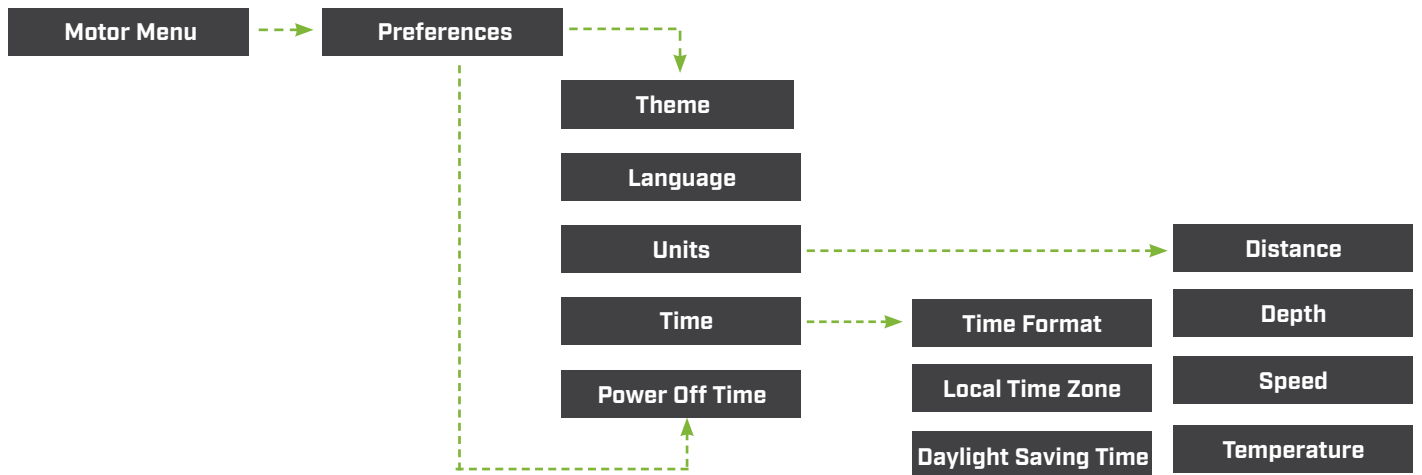 Motor Menu
Preferences
Theme
Language
Units
Time
Power Off Time
Time Format
Local Time Zone
Daylight Saving Time
Distance
Depth
Speed
Temperature